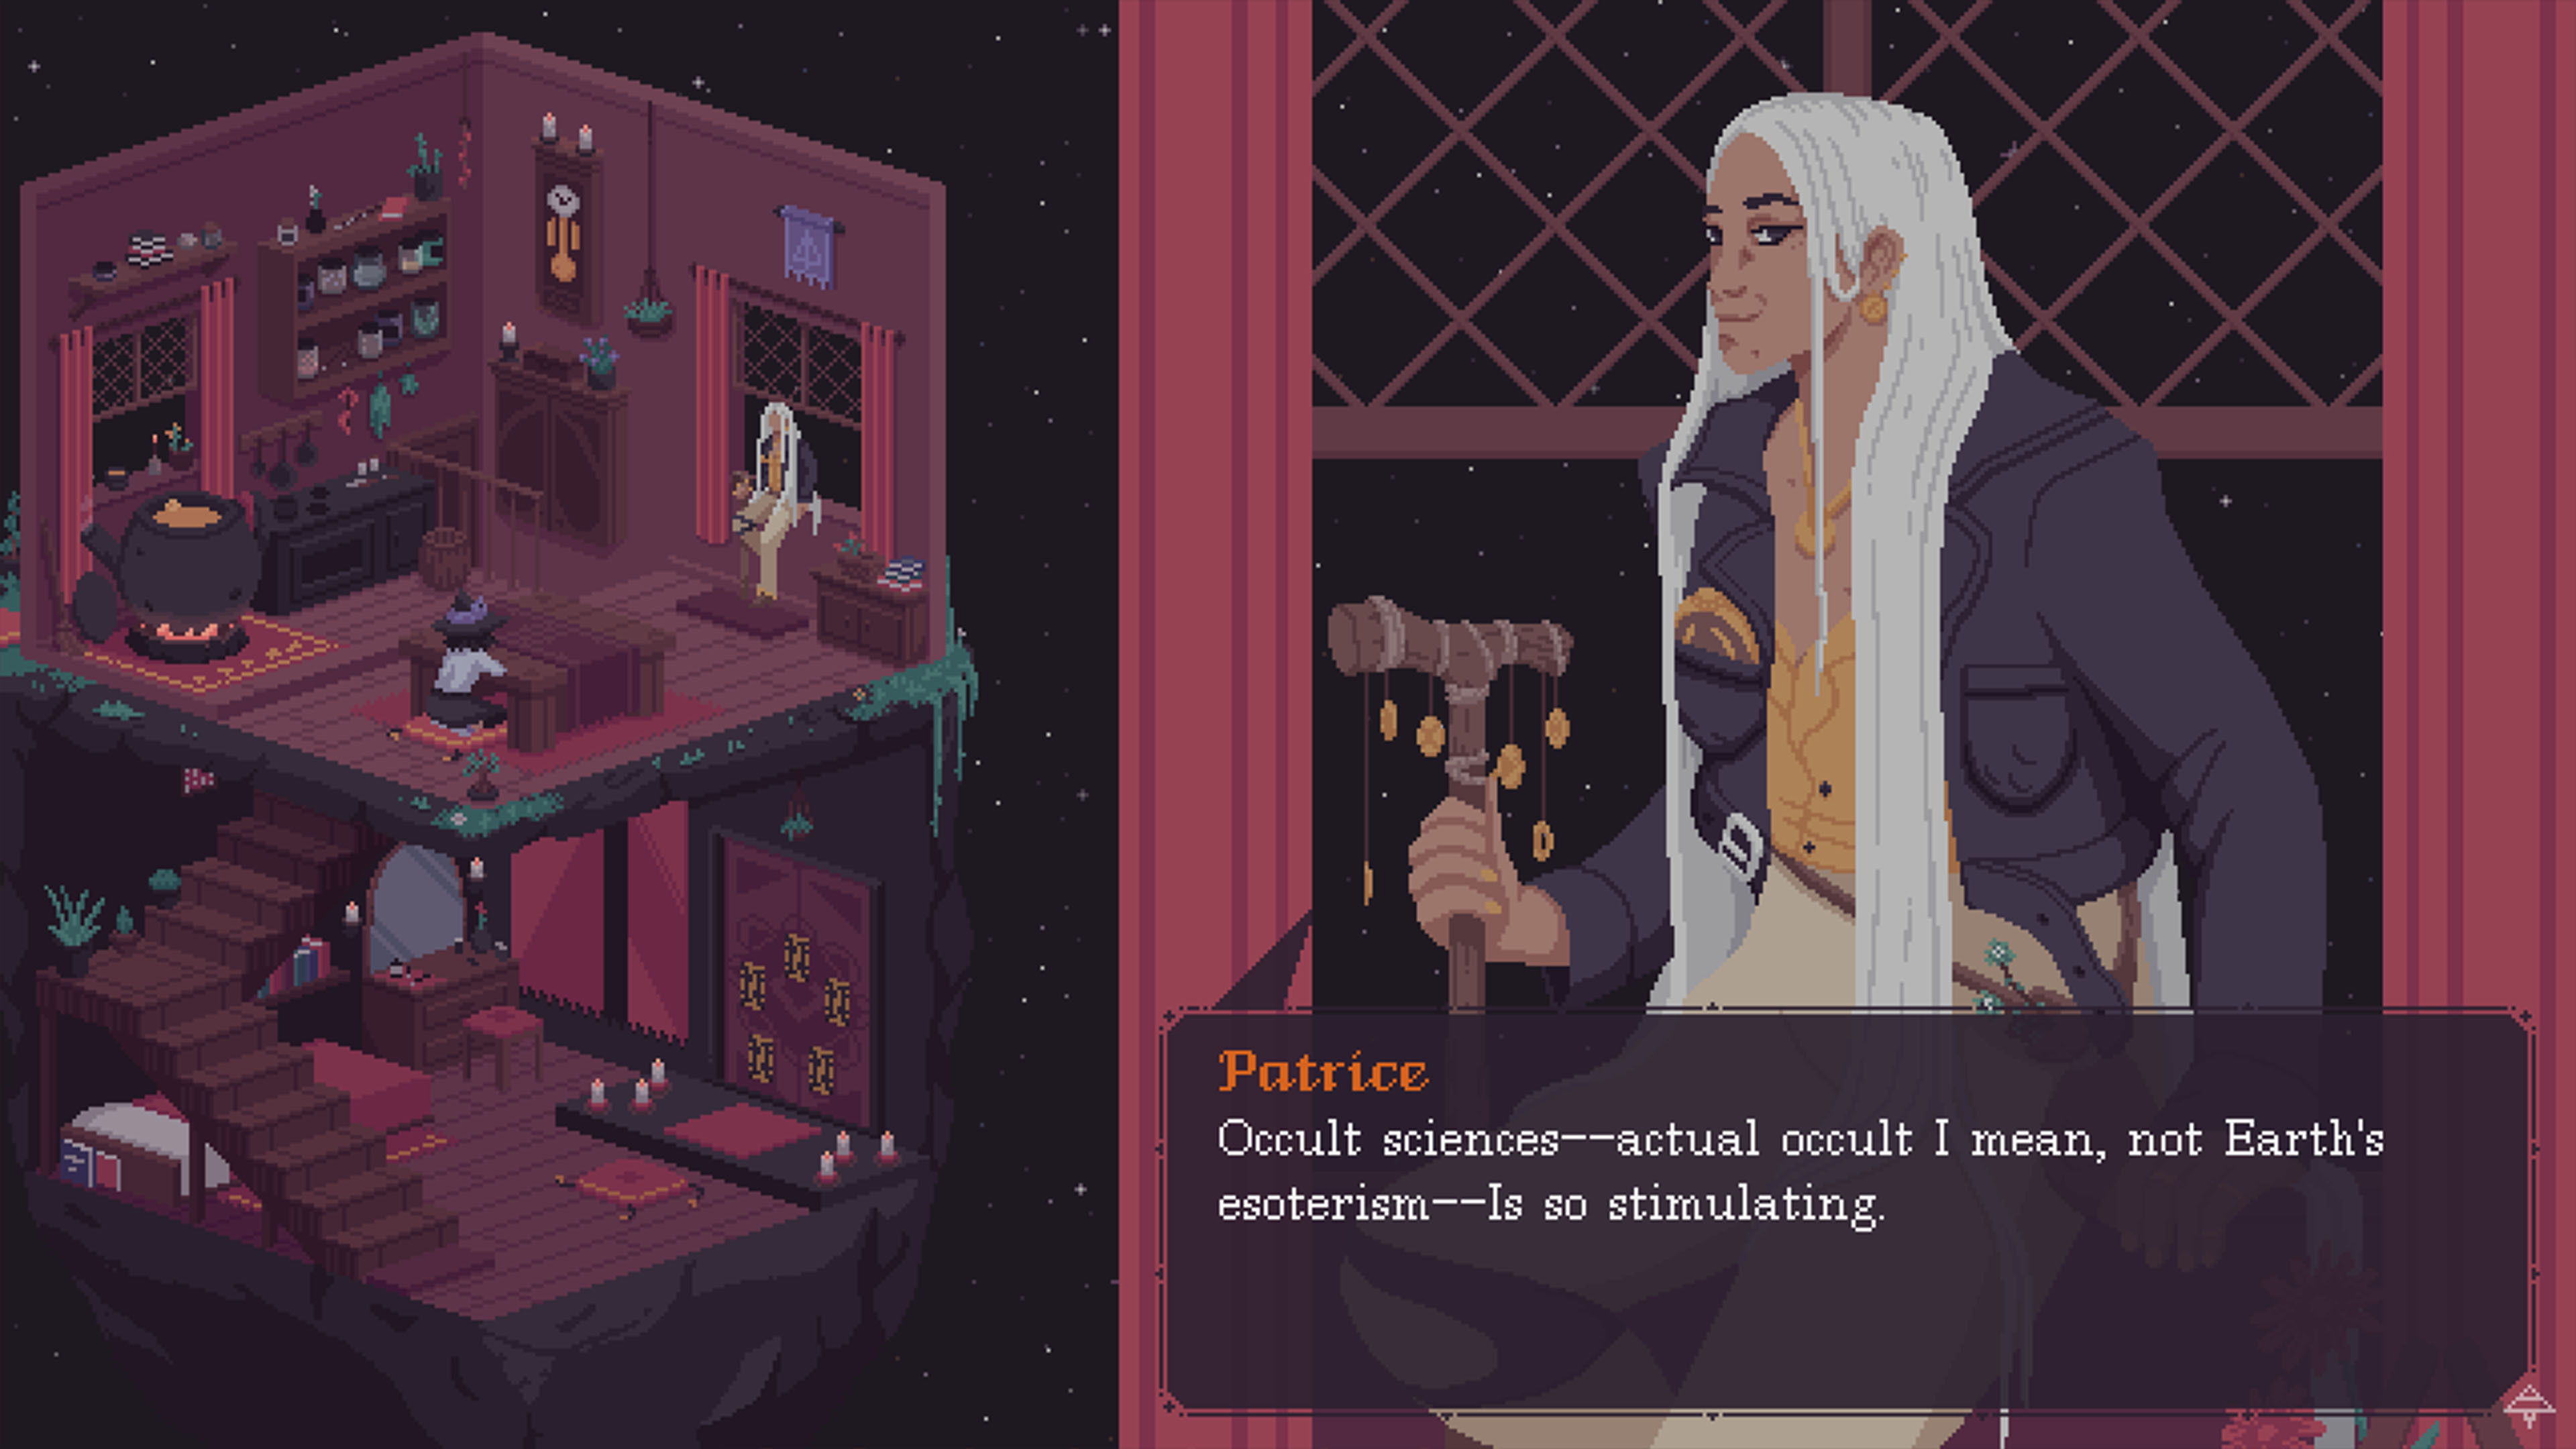 Patrice
Occult sciences--actual occult I mean, not Earth's
esoterism--Is so stimulating.